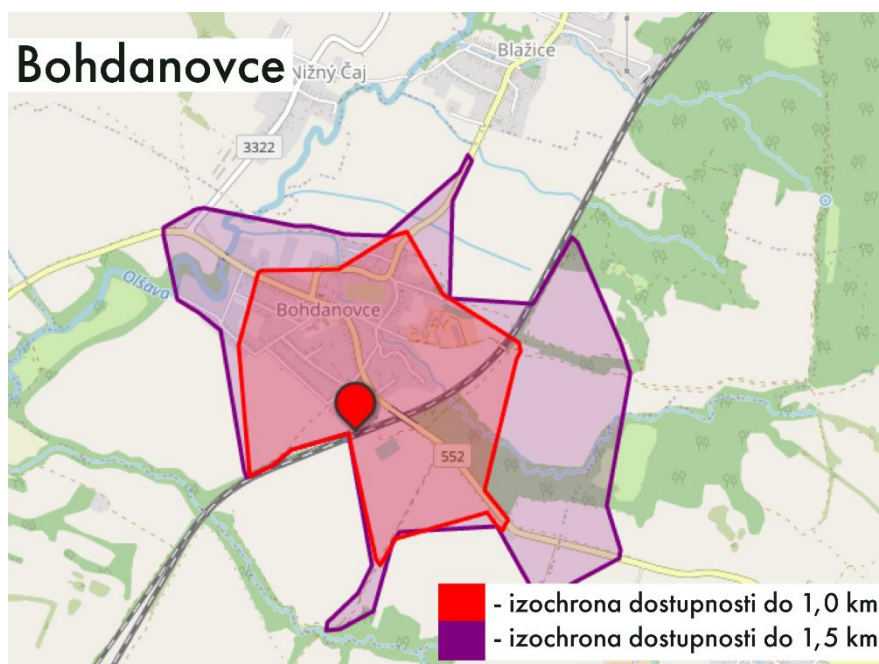 Bohdanovce
Nižný Čaj
Blažice
3322
Olšava
Bohdanovce
552
- izochrona dostupnosti do 1,0 km
- izochrona dostupnosti do 1,5 km